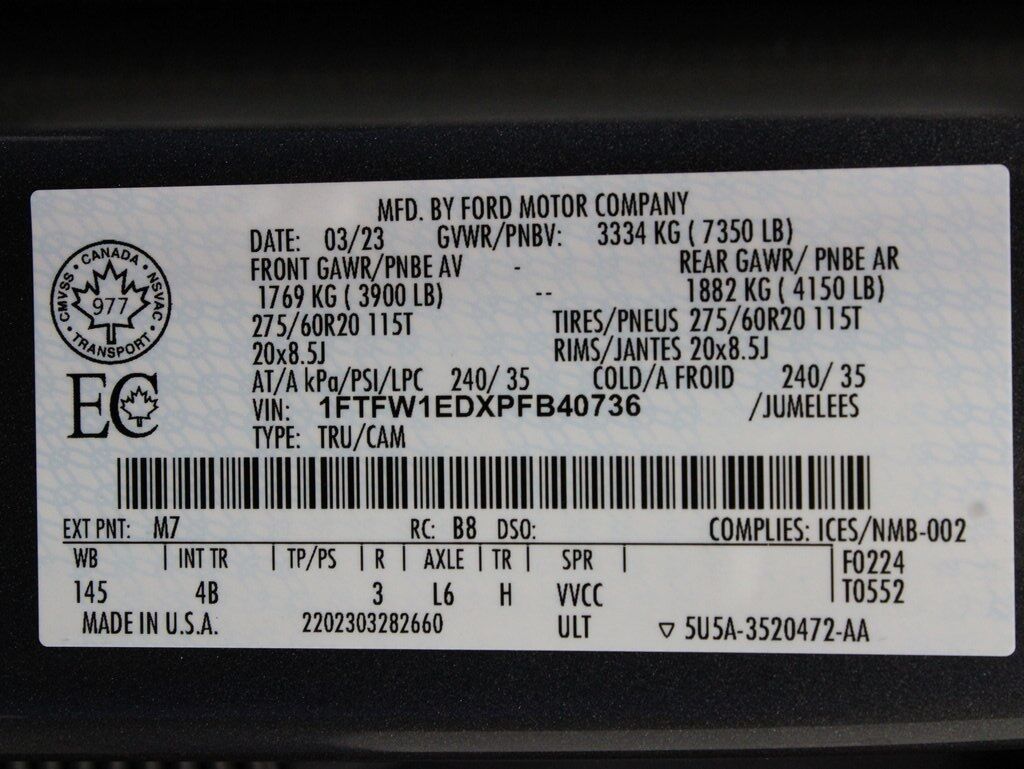 MFD. BY FORD MOTOR COMPANY
DATE: 03/23 GVWR/PNBV: 3334 KG ( 7350 LB)
FRONT GAWR/PNBE AV - REAR GAWR/ PNBE AR
1769 KG ( 3900 LB) -- 1882 KG ( 4150 LB)
275/60R20 115T TIRES/PNEUS 275/60R20 115T
20x8.5J RIMS/JANTES 20x8.5J
AT/A kPa/PSI/LPC 240/ 35 COLD/A FROID 240/ 35
VIN: 1FTFW1EDXPFB40736 /JUMELEES
TYPE: TRU/CAM
CANADA
CMVSS 977 NSVAC
TRANSPORT
EC
EXT PNT: M7 RC: B8 DSO: COMPLIES: ICES/NMB-002
WB | INT TR | TP/PS | R | AXLE | TR | SPR | F0224
145 4B 3 L6 H VVCC T0552
MADE IN U.S.A. 2202303282660 ULT ▽ 5U5A-3520472-AA